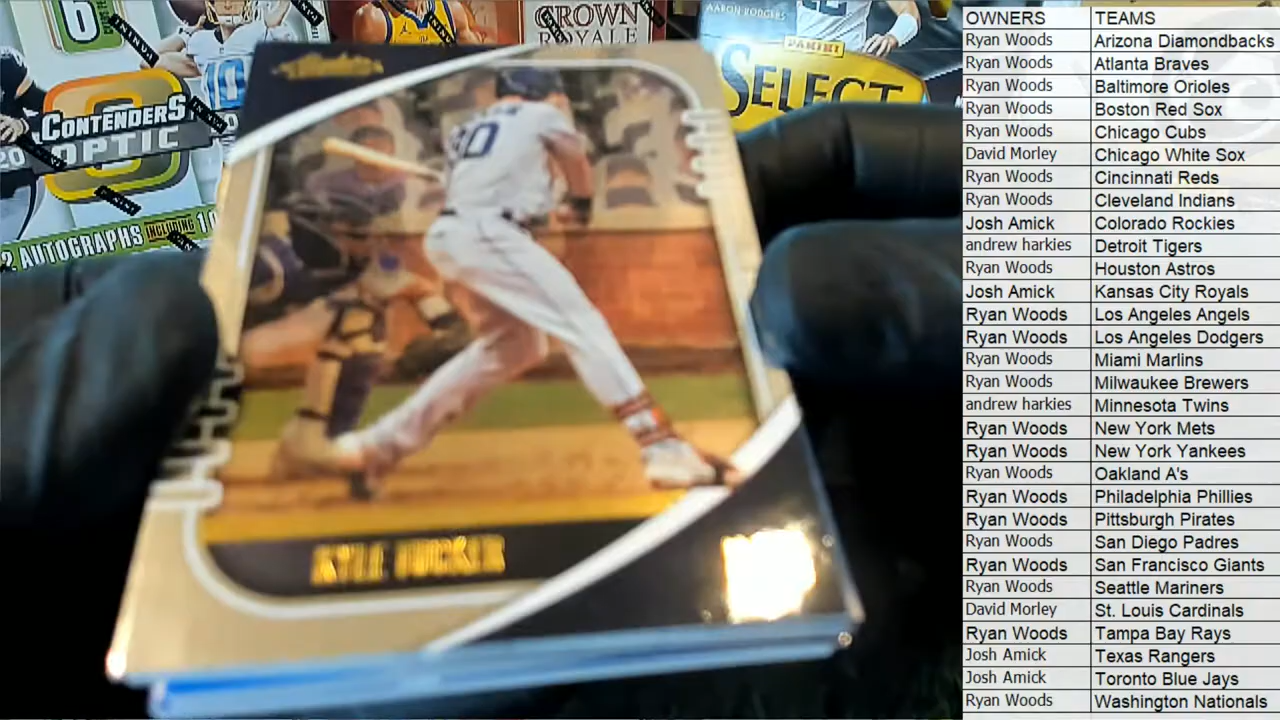 6
CONTENDERS
OPTIC
2 AUTOGRAPHS INCLUDING
10
CROWN
ROYALE
AARON RODGERS
PANINI
SELECT
30
KYLE TUCKER
OWNERS TEAMS
Ryan Woods Arizona Diamondbacks
Ryan Woods Atlanta Braves
Ryan Woods Baltimore Orioles
Ryan Woods Boston Red Sox
Ryan Woods Chicago Cubs
David Morley Chicago White Sox
Ryan Woods Cincinnati Reds
Ryan Woods Cleveland Indians
Josh Amick Colorado Rockies
andrew harkies Detroit Tigers
Ryan Woods Houston Astros
Josh Amick Kansas City Royals
Ryan Woods Los Angeles Angels
Ryan Woods Los Angeles Dodgers
Ryan Woods Miami Marlins
Ryan Woods Milwaukee Brewers
andrew harkies Minnesota Twins
Ryan Woods New York Mets
Ryan Woods New York Yankees
Ryan Woods Oakland A's
Ryan Woods Philadelphia Phillies
Ryan Woods Pittsburgh Pirates
Ryan Woods San Diego Padres
Ryan Woods San Francisco Giants
Ryan Woods Seattle Mariners
David Morley St. Louis Cardinals
Ryan Woods Tampa Bay Rays
Josh Amick Texas Rangers
Josh Amick Toronto Blue Jays
Ryan Woods Washington Nationals